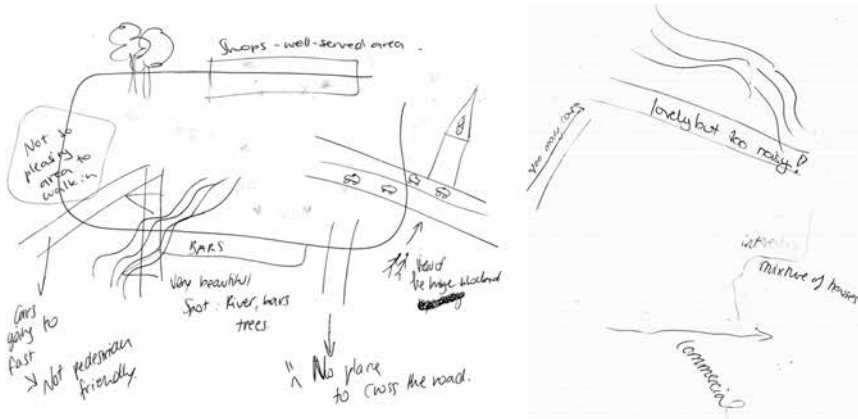 Shops - well-served area.
Not so
pleasing
area to
walk in
BARS
Very beautiful
Spot: River, bars
trees
Cars
going to
fast
Not pedestrian
friendly.
No place
to cross the road.
view of
the huge
too many cars
lovely but too noisy!
mixture of houses
Commercial